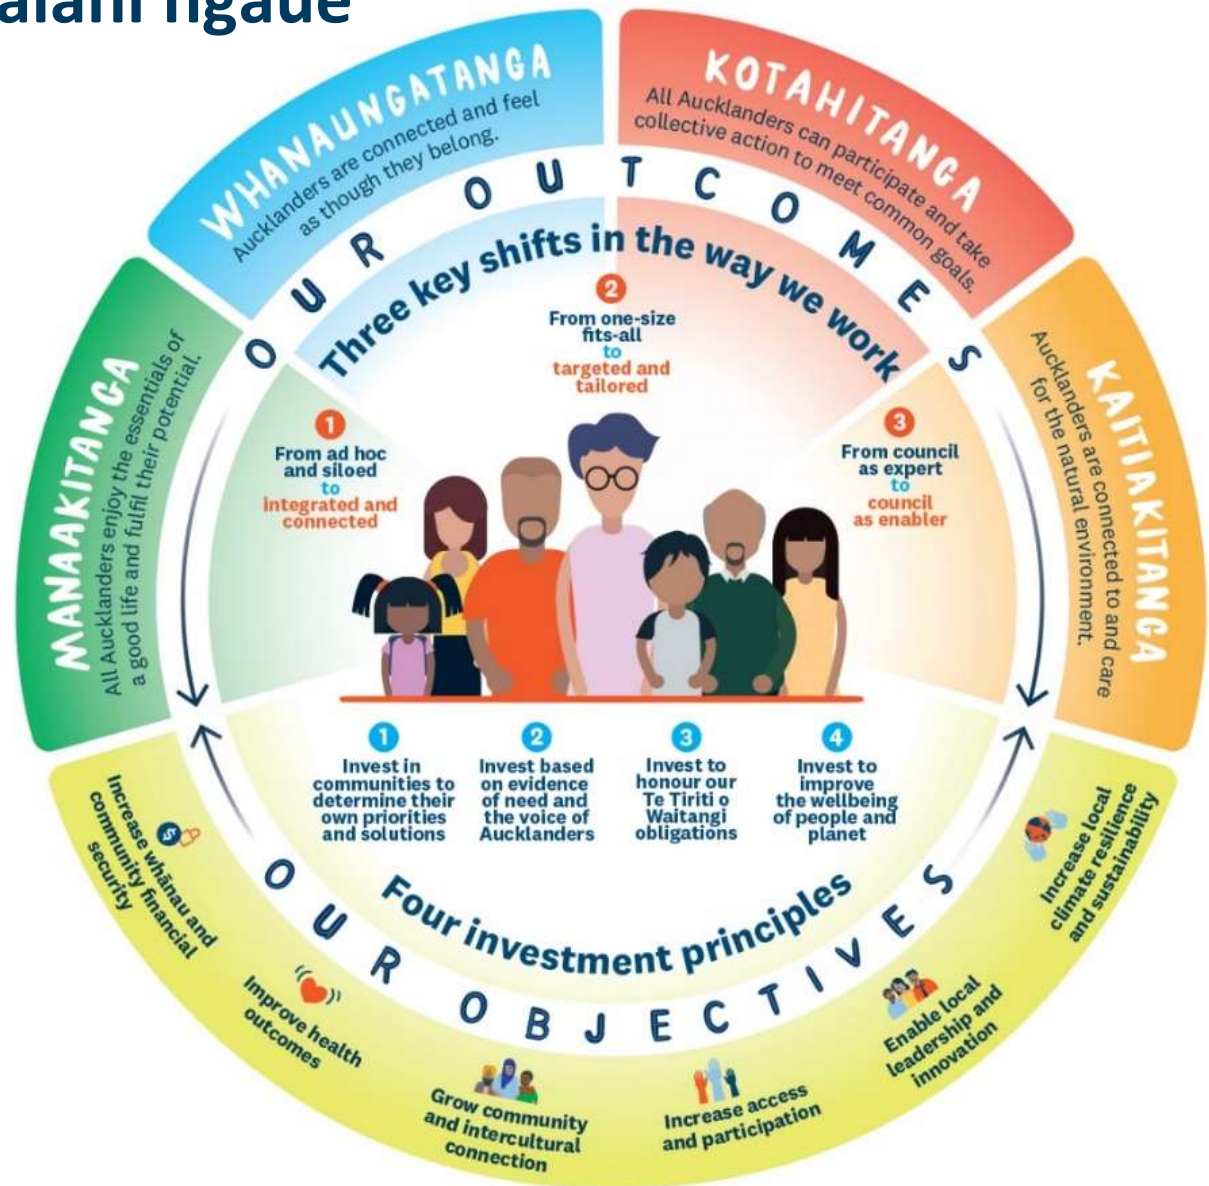 ngāue
MANAAKITANGA
All Aucklanders enjoy the essentials of
a good life and fulfil their potential.
WHANAUNGATANGA
Aucklanders are connected and feel
as though they belong.
KOTAHITANGA
All Aucklanders can participate and take
collective action to meet common goals.
KAITIAKITANGA
Aucklanders are connected to and care
for the natural environment.
OUR OUTCOMES
Three key shifts in the way we work
1
From ad hoc
and siloed
to
integrated and
connected
2
From one-size
fits-all
to
targeted and
tailored
3
From council
as expert
to
council
as enabler
1
Invest in
communities to
determine their
own priorities
and solutions
2
Invest based
on evidence
of need and
the voice of
Aucklanders
3
Invest to
honour our
Te Tiriti o
Waitangi
obligations
4
Invest to
improve
the wellbeing
of people and
planet
Four investment principles
OUR OBJECTIVES
$
Increase whānau and
community financial
security
Improve health
outcomes
Grow community
and intercultural
connection
Increase access
and participation
Enable local
leadership and
innovation
Increase local
climate resilience
and sustainability